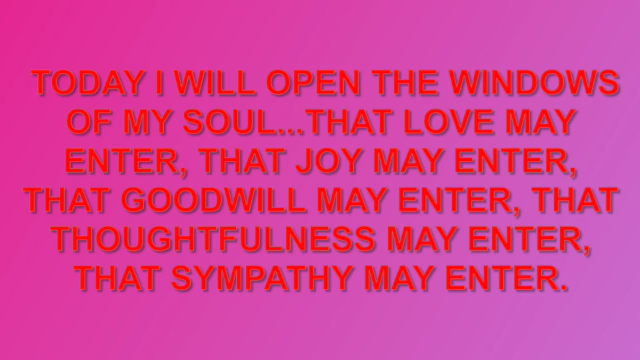 TODAY I WILL OPEN THE WINDOWS
OF MY SOUL...THAT LOVE MAY
ENTER, THAT JOY MAY ENTER,
THAT GOODWILL MAY ENTER, THAT
THOUGHTFULNESS MAY ENTER,
THAT SYMPATHY MAY ENTER.